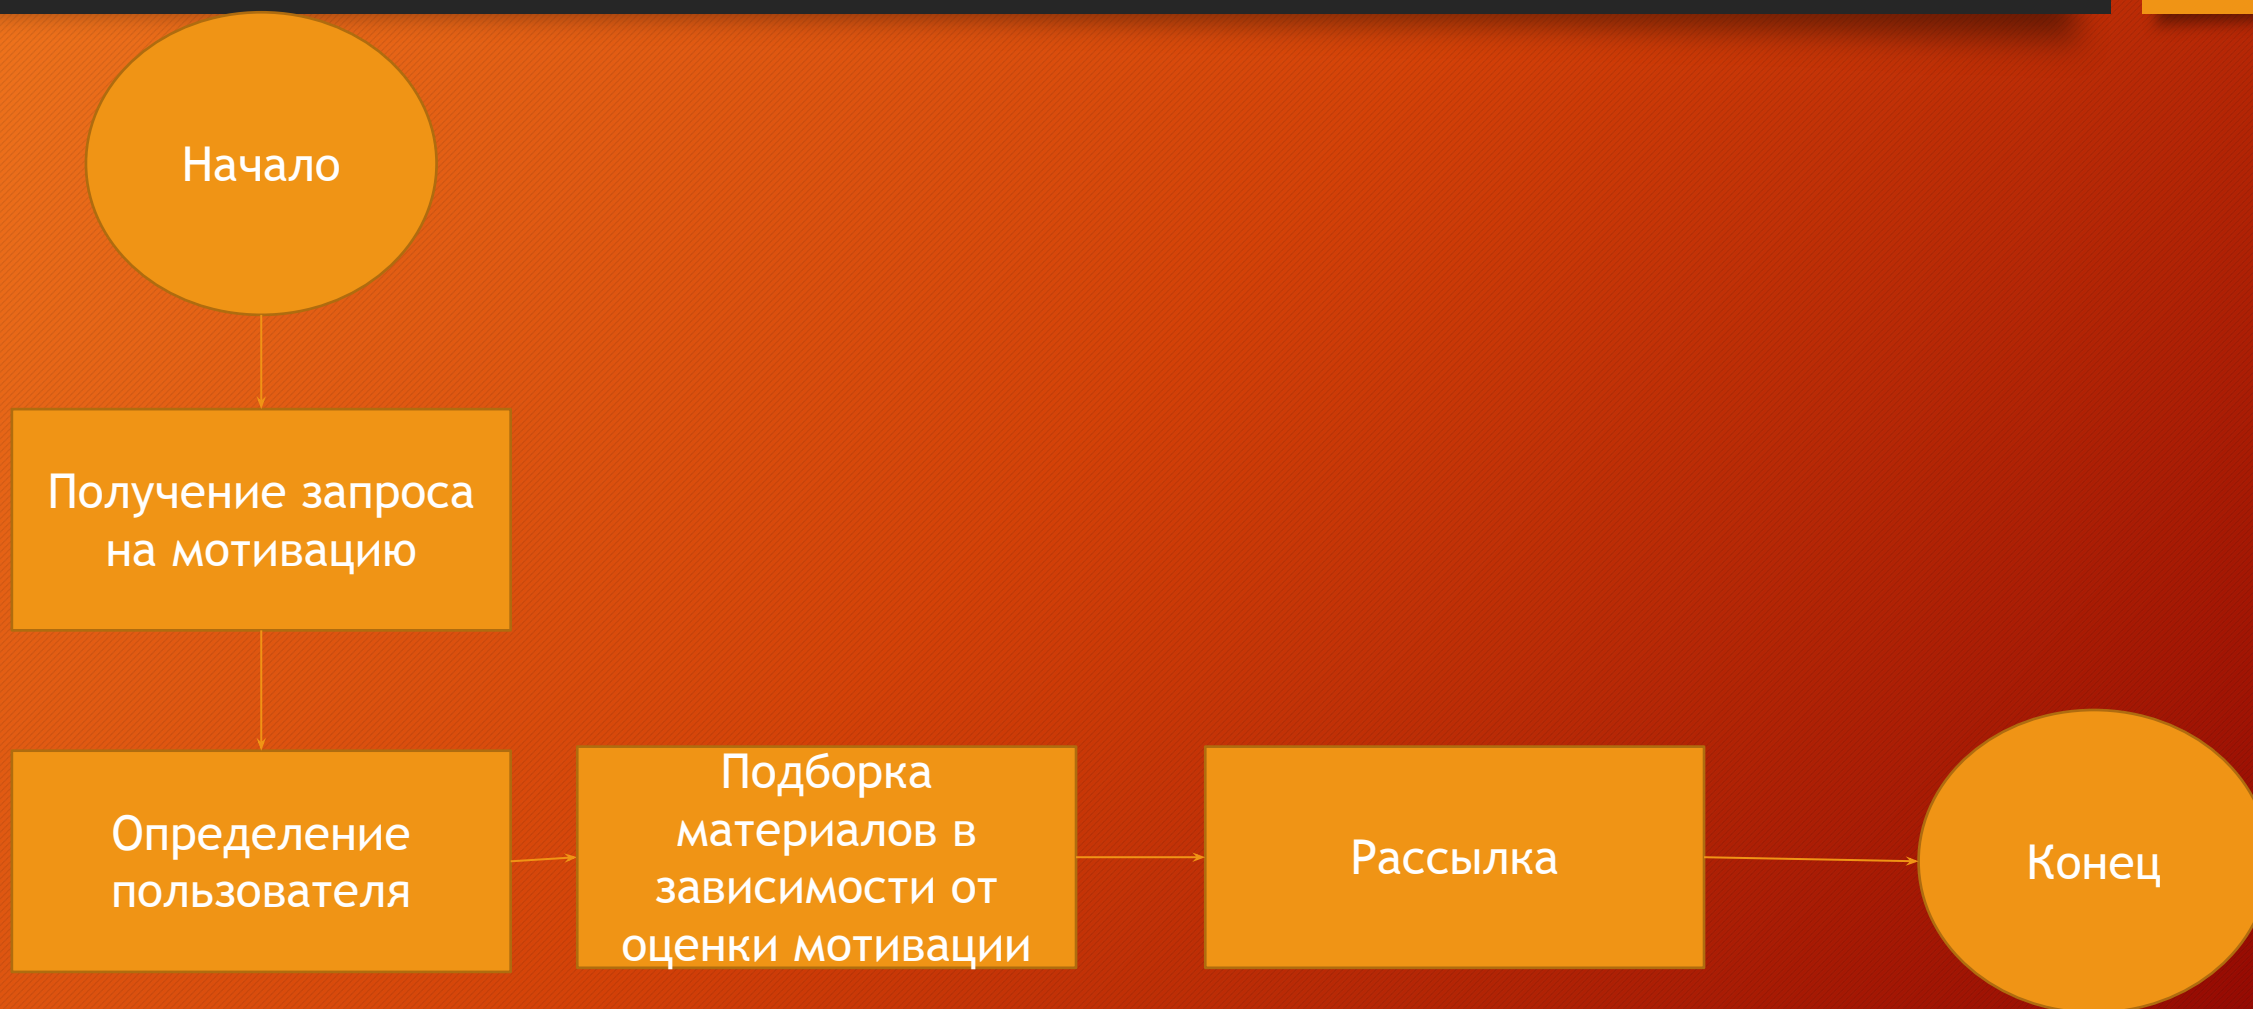 Начало
Получение запроса
на мотивацию
Определение
пользователя
Подборка
материалов в
зависимости от
оценки мотивации
Рассылка
Конец